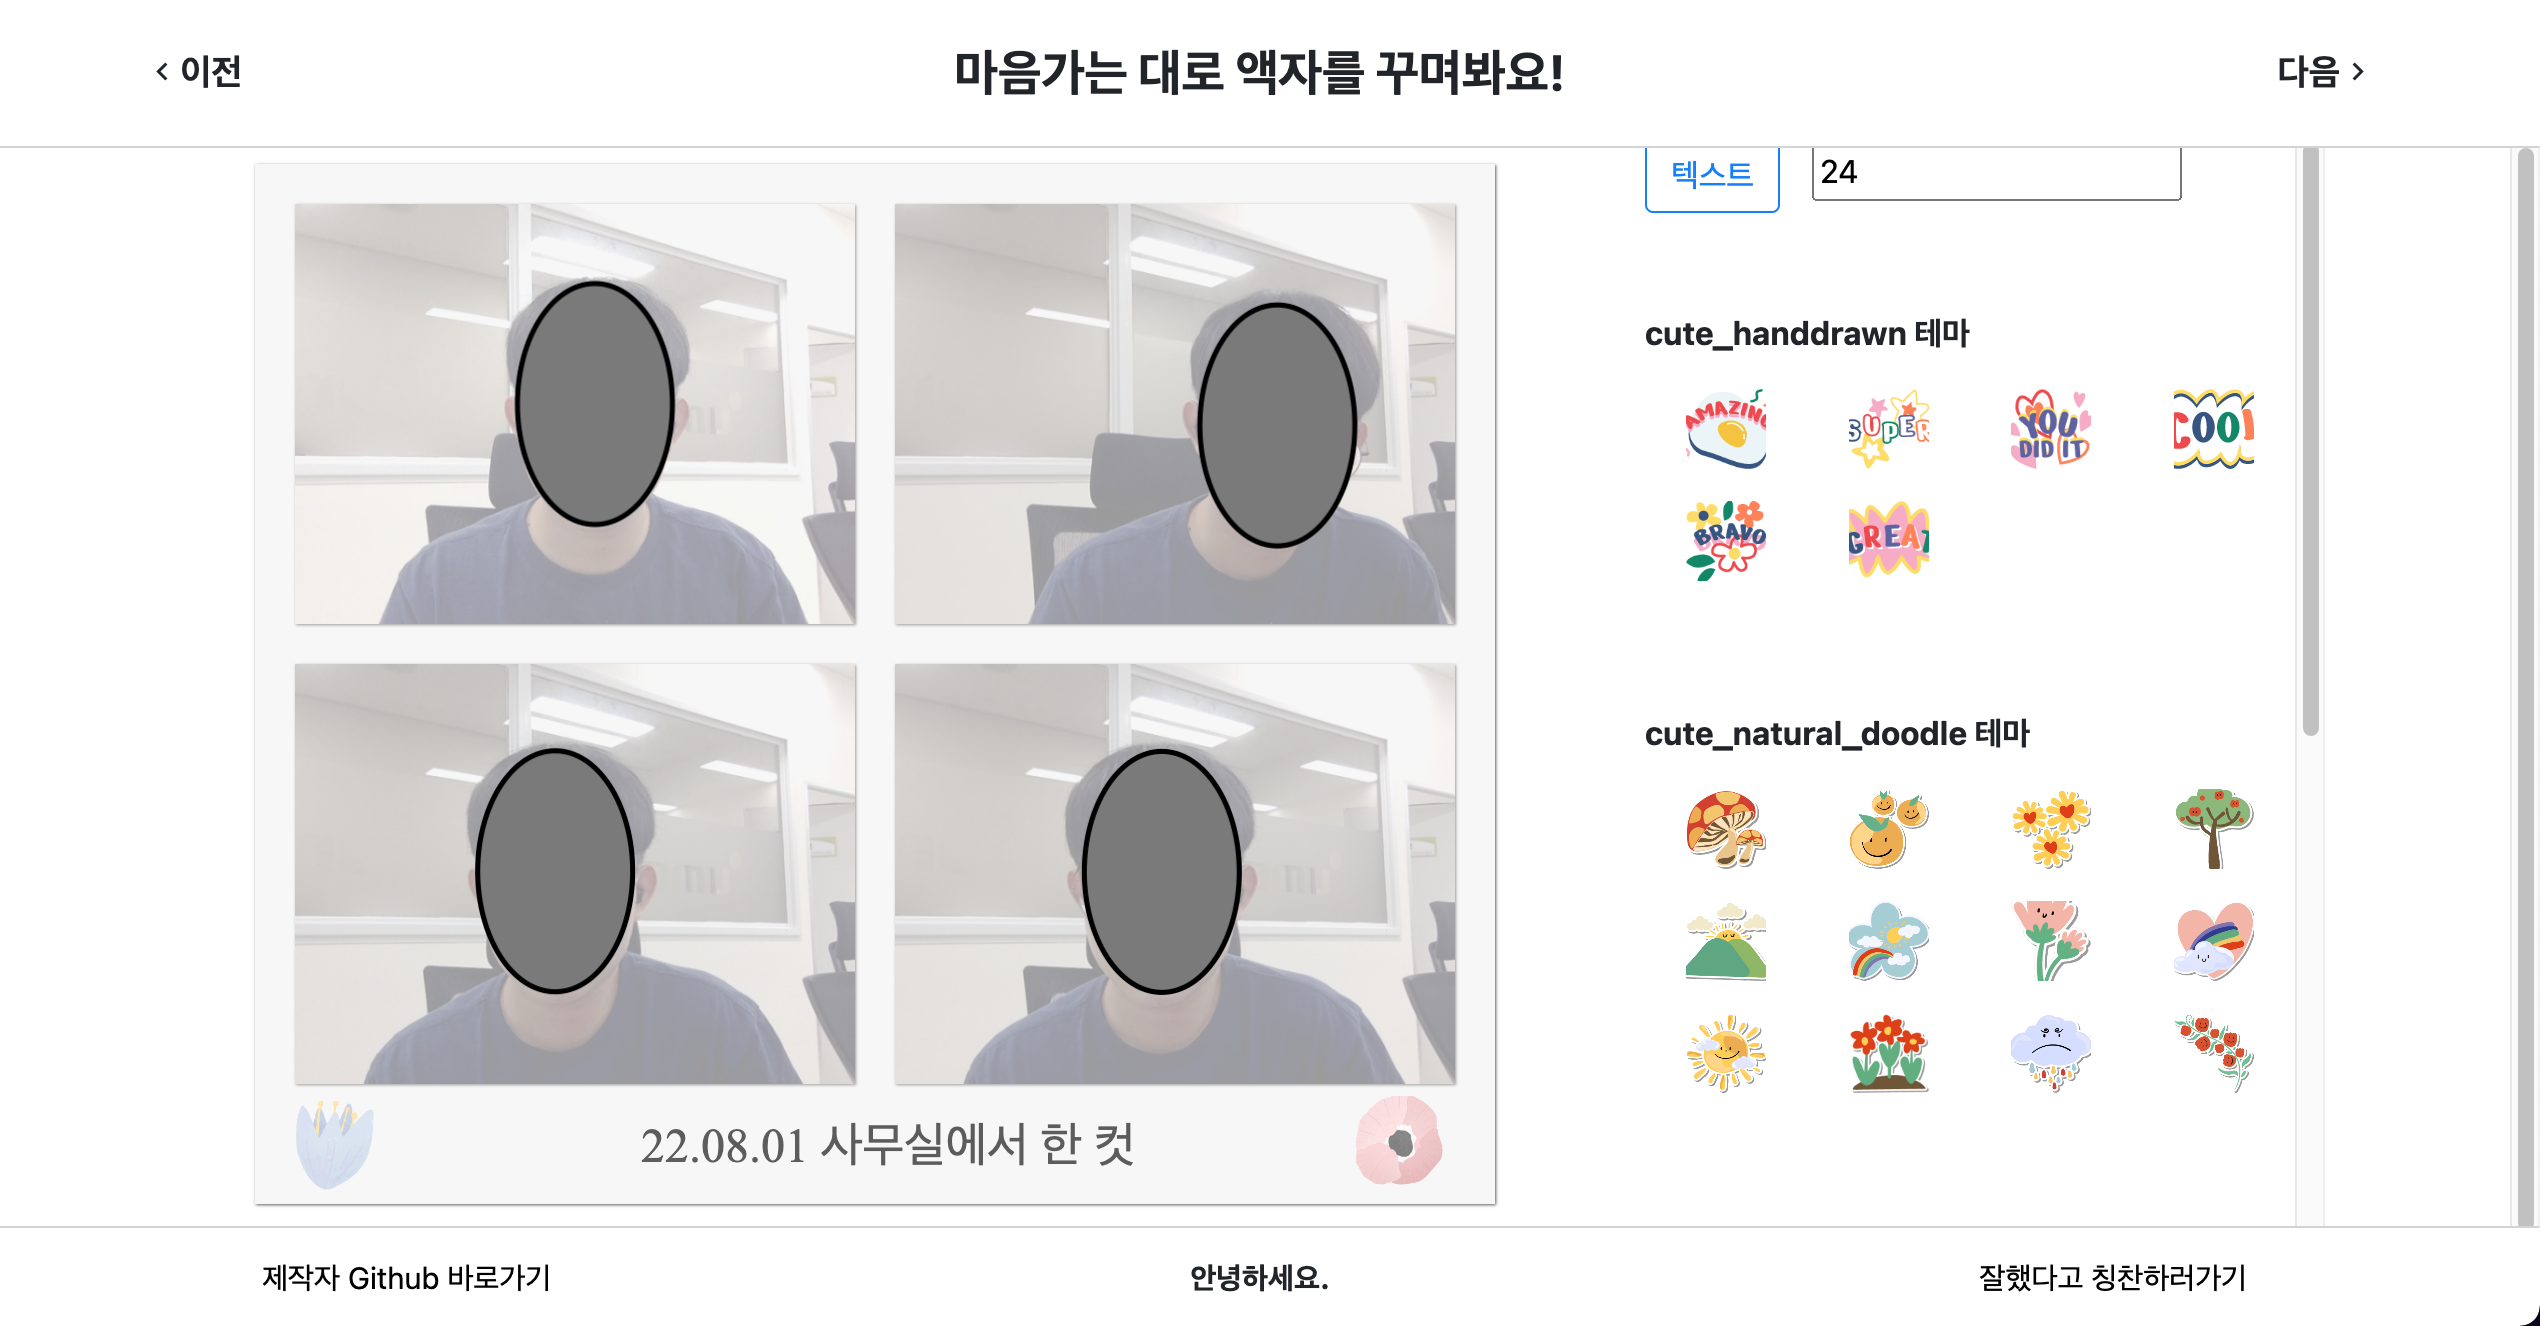 이전
마음가는 대로 액자를 꾸며봐요!
다음
텍스트
24
cute_handdrawn 테마
AMAZING
SUPER
YOU
DID IT
COOL
BRAVO
GREAT
cute_natural_doodle 테마
22.08.01 사무실에서 한 컷
제작자 Github 바로가기
안녕하세요.
잘했다고 칭찬하러가기